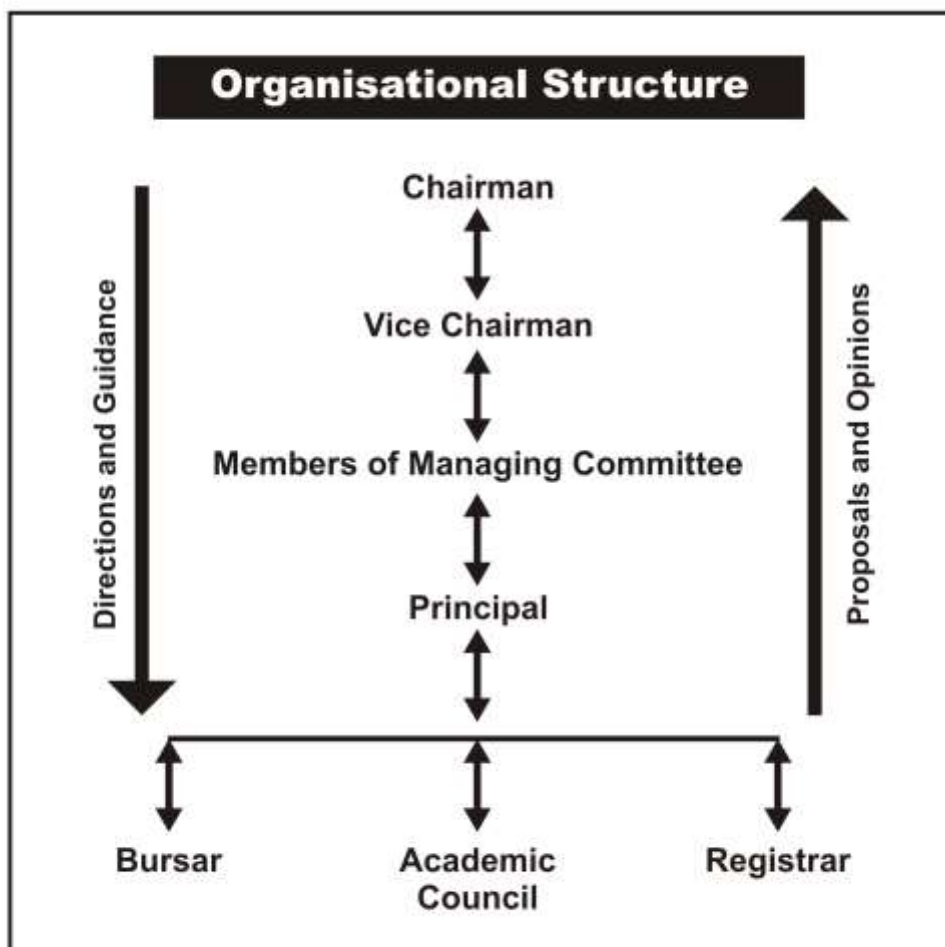 Organisational Structure
Chairman
Vice Chairman
Members of Managing Committee
Principal
Directions and Guidance
Proposals and Opinions
Bursar
Academic
Council
Registrar